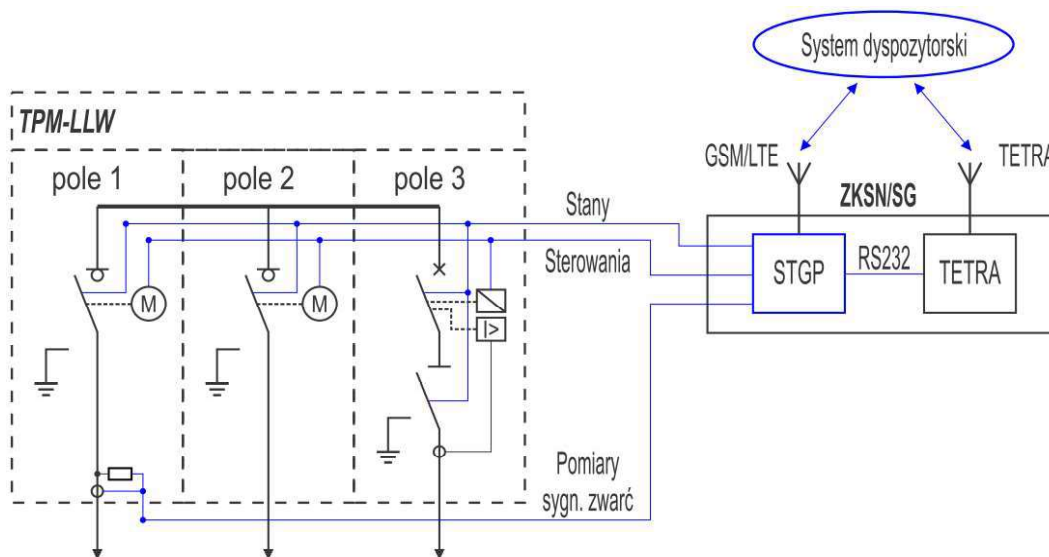 System dyspozytorski
TPM-LLW
GSM/LTE
TETRA
pole 1
pole 2
pole 3
ZKSN/SG
Stany
Sterowania
STGP
RS232
TETRA
M
M
I>
Pomiary
sygn. zwarć